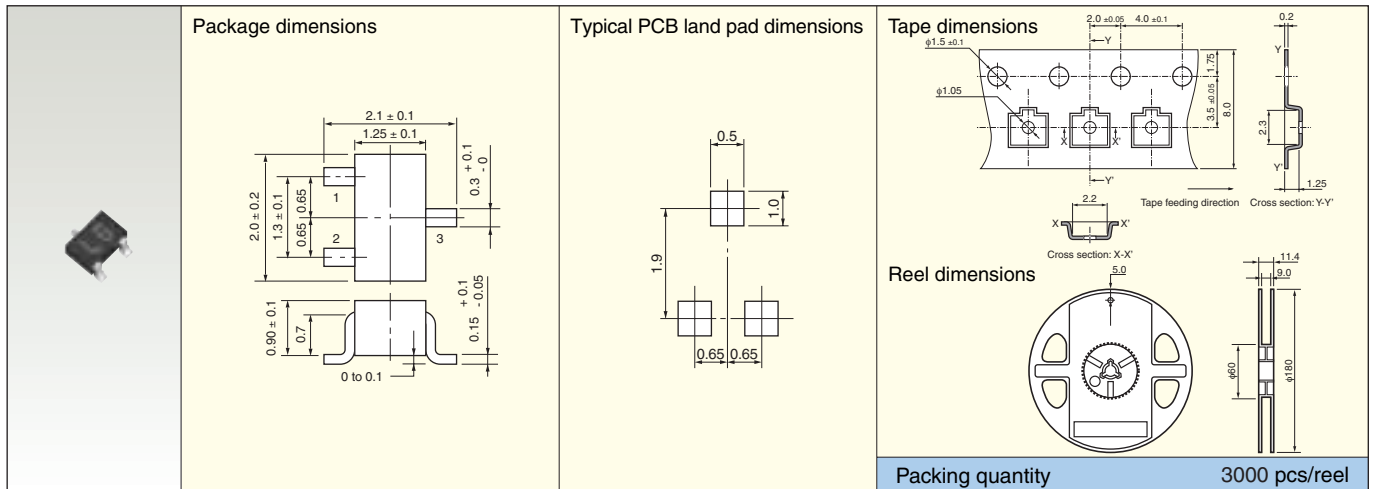 Package dimensions
2.1 ± 0.1
1.25 ± 0.1
2.0 ± 0.2
1.3 ± 0.1
0.65
0.65
1
2
3
0.3 + 0.1 - 0
0.90 ± 0.1
0.7
0 to 0.1
0.15 + 0.1 - 0.05
Typical PCB land pad dimensions
0.5
1.0
1.9
0.65 0.65
Tape dimensions
2.0 ±0.05 4.0 ±0.1
φ1.5 ±0.1
φ1.05
Y
X X'
Y'
1.75
3.5 ±0.05
8.0
Tape feeding direction
0.2
Y
2.3
Y'
1.25
Cross section: Y-Y'
2.2
X X'
Cross section: X-X'
Reel dimensions
5.0
11.4
9.0
φ60
φ180
Packing quantity 3000 pcs/reel